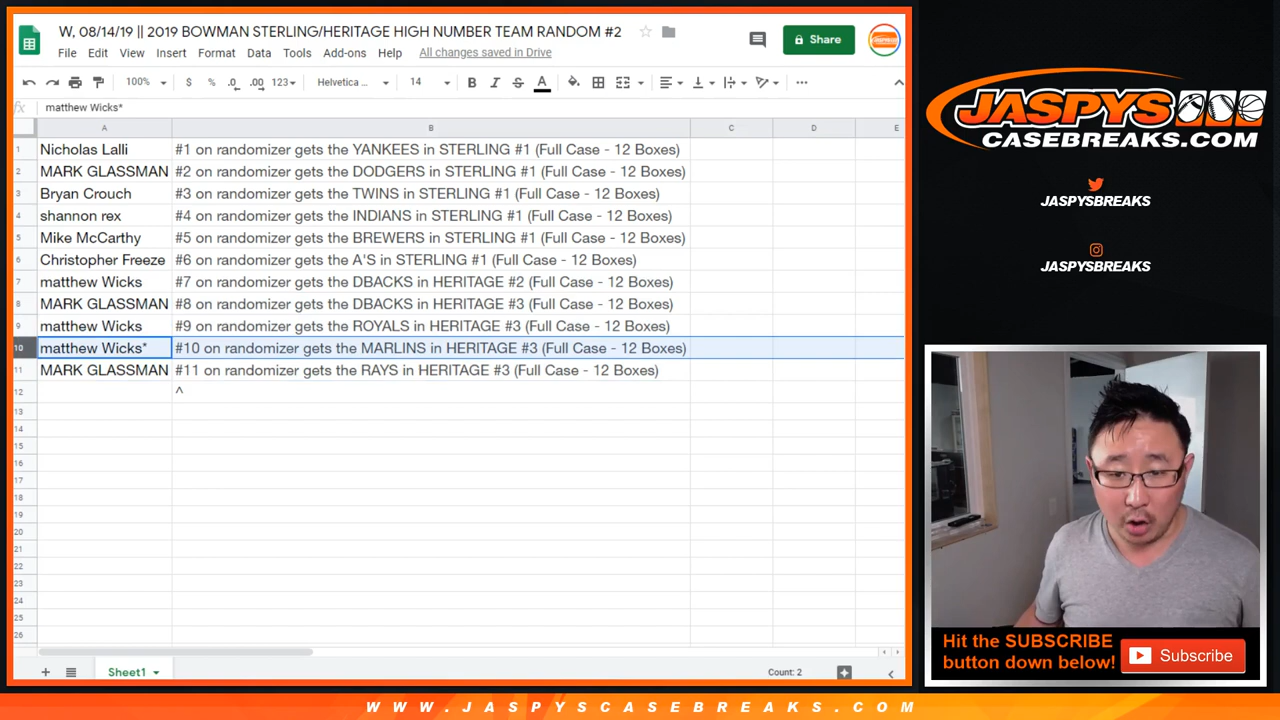 W, 08/14/19 || 2019 BOWMAN STERLING/HERITAGE HIGH NUMBER TEAM RANDOM #2
File Edit View Insert Format Data Tools Add-ons Help All changes saved in Drive
Share
100% $ % .0 .00 123 Helvetica ... 14 B I S A
fx matthew Wicks*
A B C D E
1 Nicholas Lalli #1 on randomizer gets the YANKEES in STERLING #1 (Full Case - 12 Boxes)
2 MARK GLASSMAN #2 on randomizer gets the DODGERS in STERLING #1 (Full Case - 12 Boxes)
3 Bryan Crouch #3 on randomizer gets the TWINS in STERLING #1 (Full Case - 12 Boxes)
4 shannon rex #4 on randomizer gets the INDIANS in STERLING #1 (Full Case - 12 Boxes)
5 Mike McCarthy #5 on randomizer gets the BREWERS in STERLING #1 (Full Case - 12 Boxes)
6 Christopher Freeze #6 on randomizer gets the A'S in STERLING #1 (Full Case - 12 Boxes)
7 matthew Wicks #7 on randomizer gets the DBACKS in HERITAGE #2 (Full Case - 12 Boxes)
8 MARK GLASSMAN #8 on randomizer gets the DBACKS in HERITAGE #3 (Full Case - 12 Boxes)
9 matthew Wicks #9 on randomizer gets the ROYALS in HERITAGE #3 (Full Case - 12 Boxes)
10 matthew Wicks* #10 on randomizer gets the MARLINS in HERITAGE #3 (Full Case - 12 Boxes)
11 MARK GLASSMAN #11 on randomizer gets the RAYS in HERITAGE #3 (Full Case - 12 Boxes)
12 ^
13
14
15
16
17
18
19
20
21
22
23
24
25
26
Sheet1
Count: 2
JASPYS
CASEBREAKS.COM
JASPYSBREAKS
JASPYSBREAKS
Hit the SUBSCRIBE
button down below!
Subscribe
WWW.JASPYSCASEBREAKS.COM